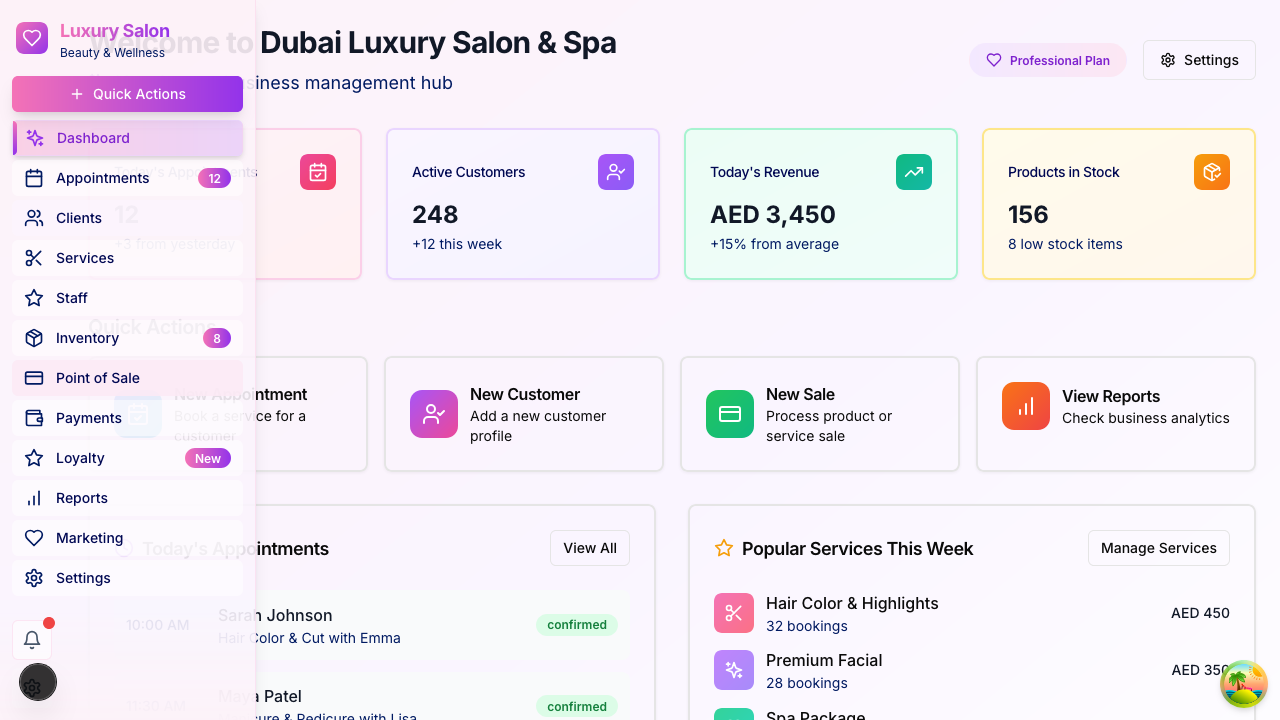 Luxury Salon
Beauty & Wellness
Quick Actions
Dashboard
Appointments
12
Clients
Services
Staff
Inventory
8
Point of Sale
Payments
Loyalty
New
Reports
Marketing
Settings
Welcome to Dubai Luxury Salon & Spa
siness management hub
Professional Plan
Settings
Today's Appointments
12
+3 from yesterday
Active Customers
248
+12 this week
Today's Revenue
AED 3,450
+15% from average
Products in Stock
156
8 low stock items
Quick Actions
New Appointment
Book a service for a
customer
New Customer
Add a new customer
profile
New Sale
Process product or
service sale
View Reports
Check business analytics
Today's Appointments
View All
10:00 AM
Sarah Johnson
Hair Color & Cut with Emma
confirmed
11:30 AM
Maya Patel
Manicure & Pedicure with Lisa
confirmed
Popular Services This Week
Manage Services
Hair Color & Highlights
32 bookings
AED 450
Premium Facial
28 bookings
AED 350
Spa Package